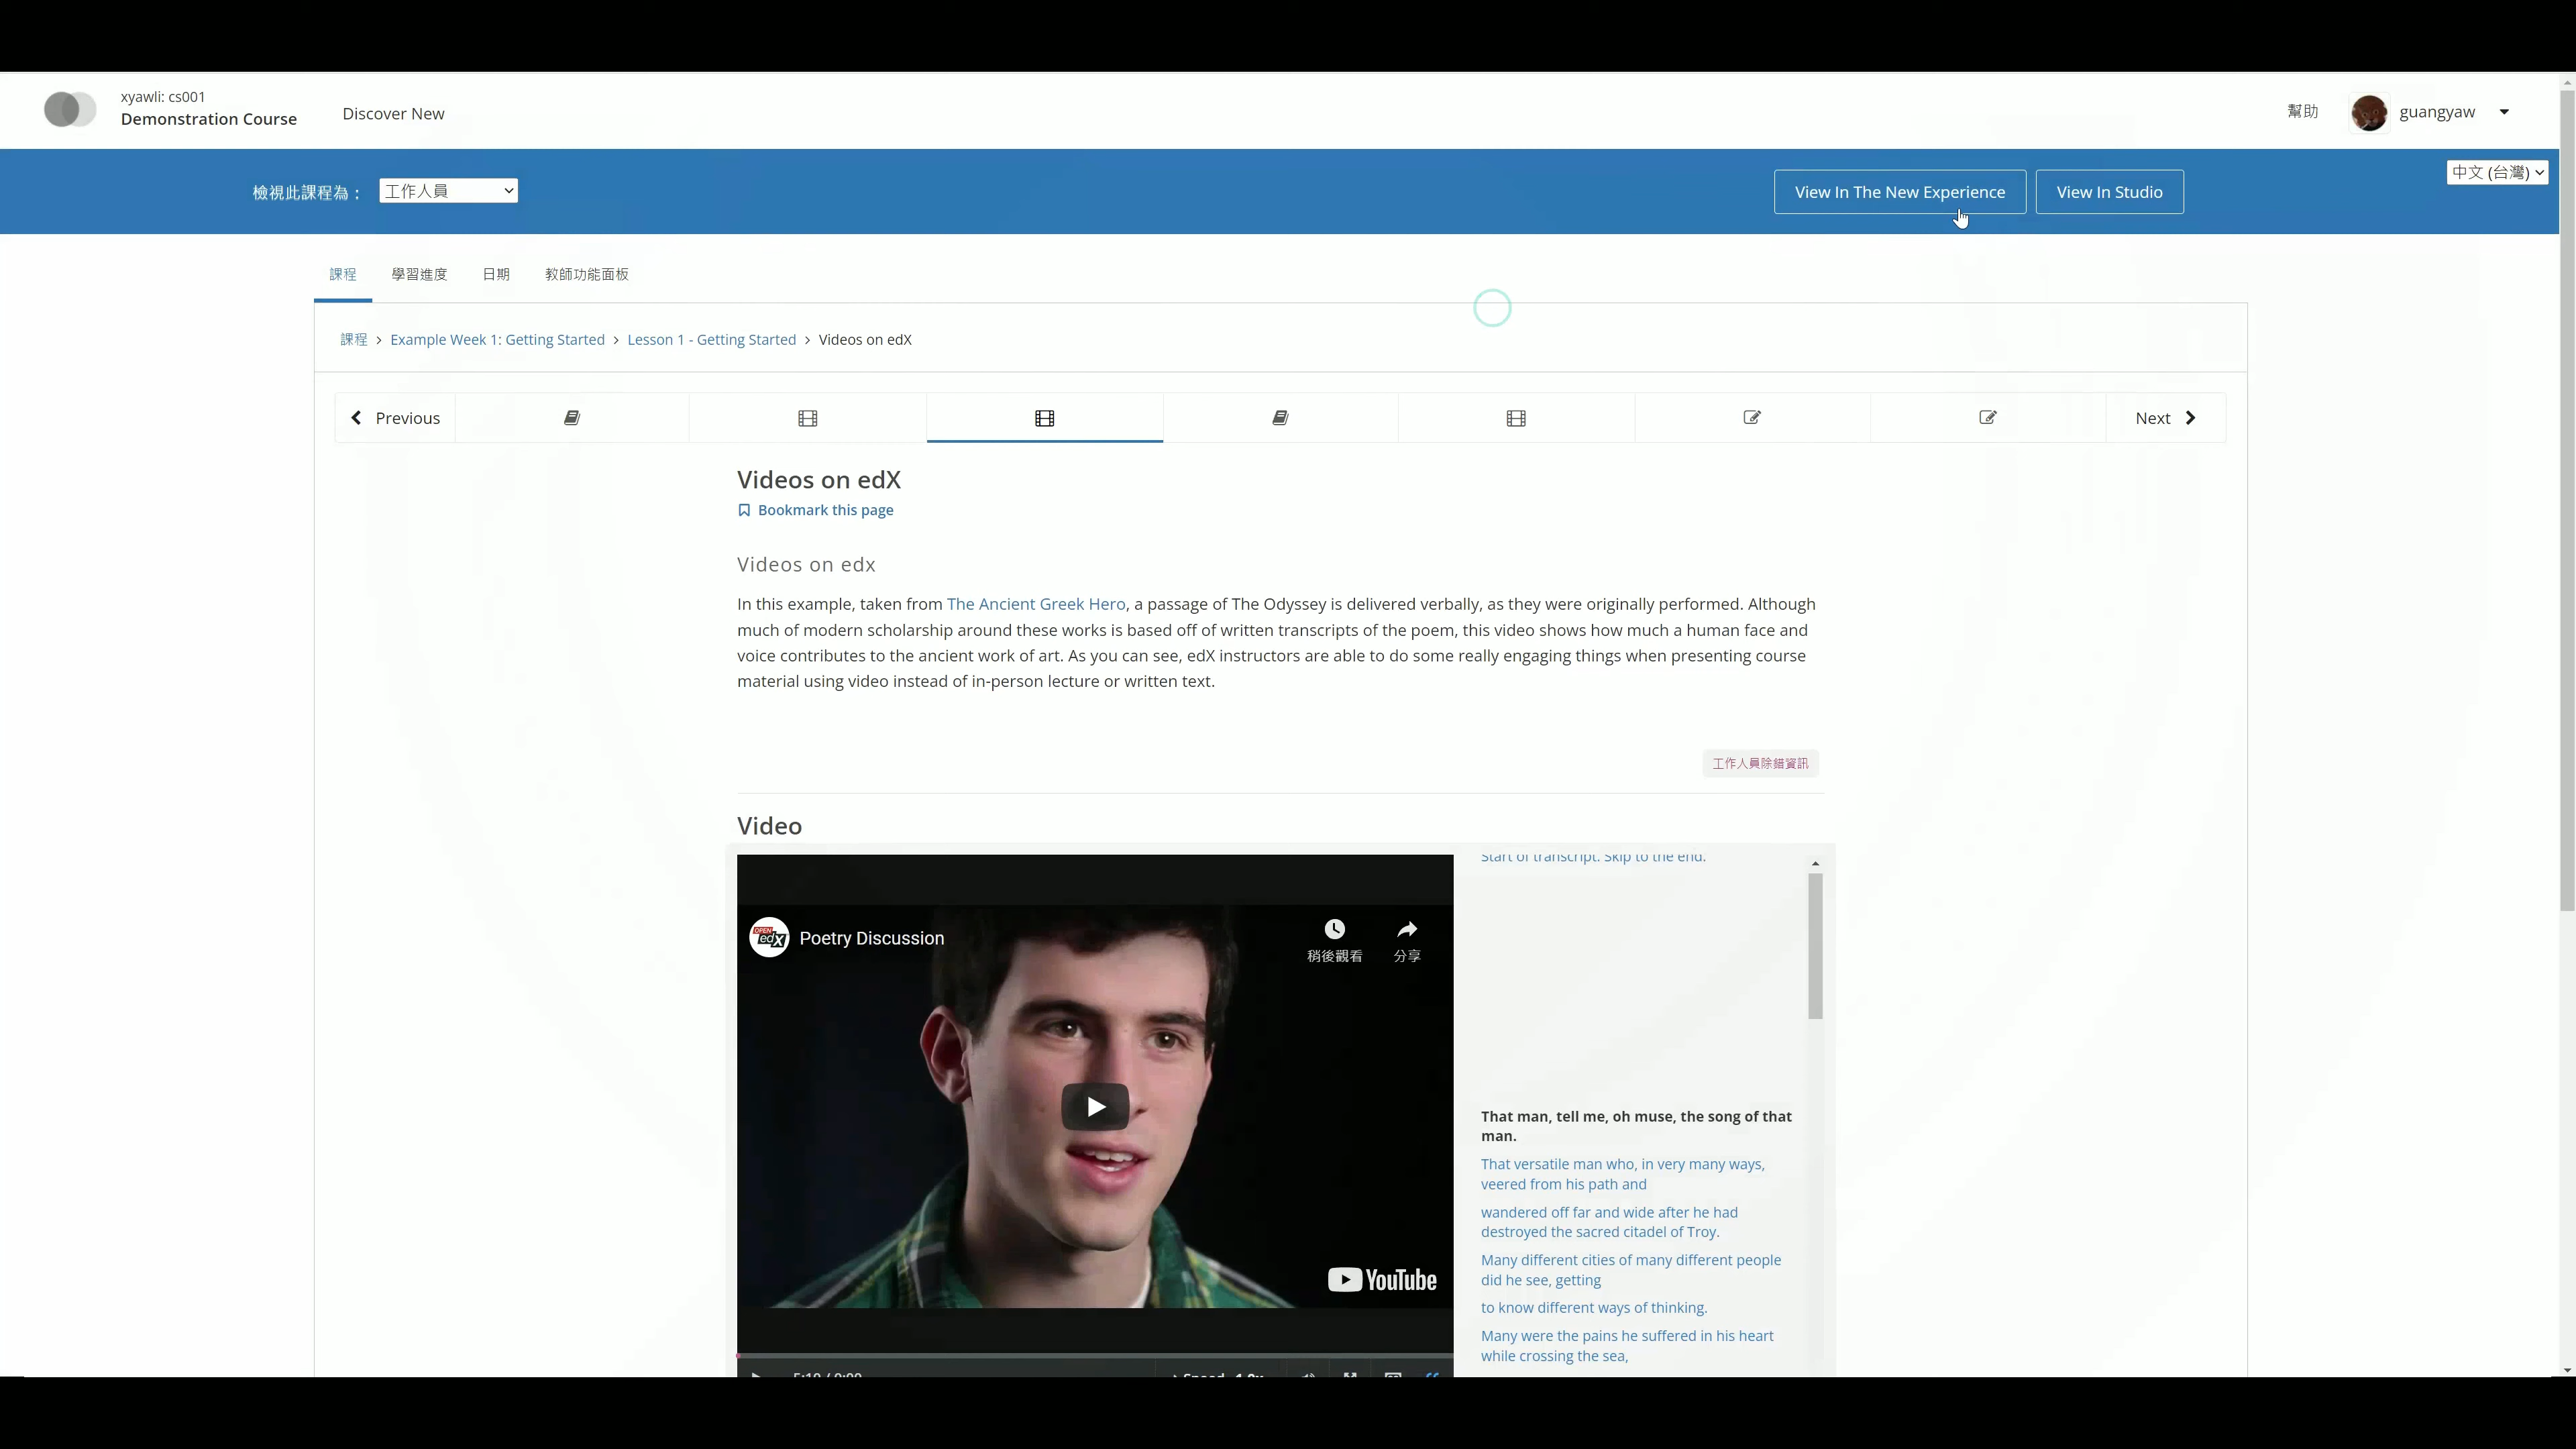 xyawli: cs001
Demonstration Course
Discover New
幫助
guangyaw
檢視此課程為：
工作人員
View In The New Experience
View In Studio
中文 (台灣)
課程
學習進度
日期
教師功能面板
課程 > Example Week 1: Getting Started > Lesson 1 - Getting Started > Videos on edX
Previous
Next
Videos on edX
Bookmark this page
Videos on edx
In this example, taken from The Ancient Greek Hero, a passage of The Odyssey is delivered verbally, as they were originally performed. Although
much of modern scholarship around these works is based off of written transcripts of the poem, this video shows how much a human face and
voice contributes to the ancient work of art. As you can see, edX instructors are able to do some really engaging things when presenting course
material using video instead of in-person lecture or written text.
工作人員除錯資訊
Video
OPEN
edX
Poetry Discussion
稍後觀看
分享
YouTube
Start of transcript. Skip to the end.
That man, tell me, oh muse, the song of that
man.
That versatile man who, in very many ways,
veered from his path and
wandered off far and wide after he had
destroyed the sacred citadel of Troy.
Many different cities of many different people
did he see, getting
to know different ways of thinking.
Many were the pains he suffered in his heart
while crossing the sea,